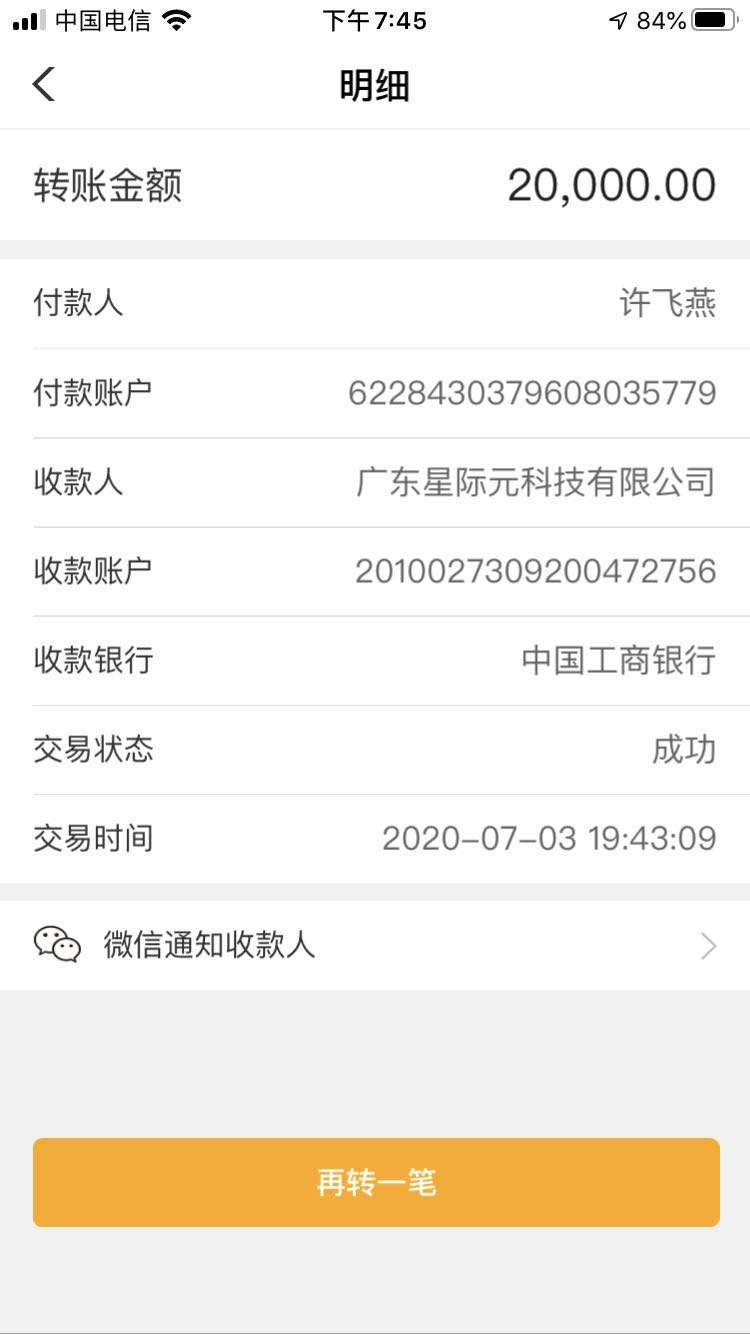 中国电信 下午7:45 84%
明细
转账金额 20,000.00
付款人 许飞燕
付款账户 6228430379608035779
收款人 广东星际元科技有限公司
收款账户 2010027309200472756
收款银行 中国工商银行
交易状态 成功
交易时间 2020-07-03 19:43:09
微信通知收款人
再转一笔